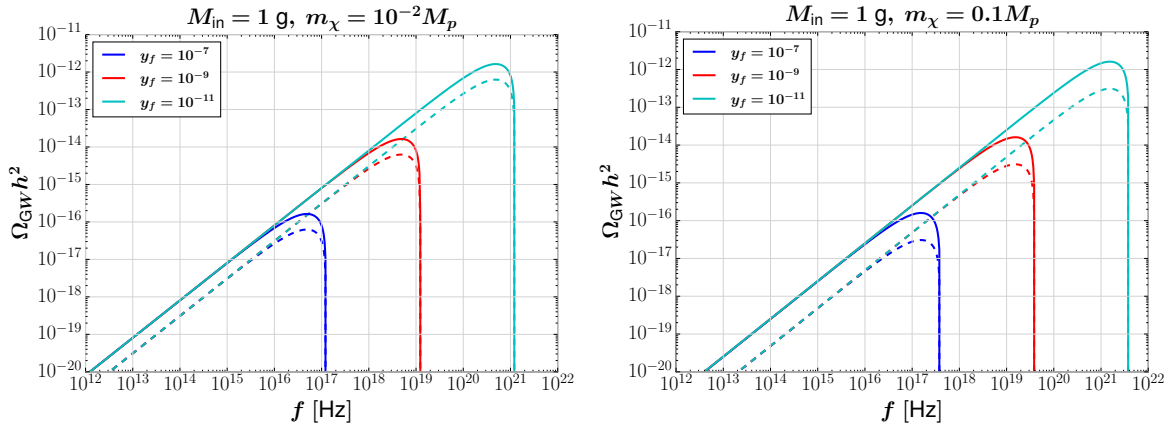 M_in = 1 g, m_χ = 10^−2 M_p
10^−11
10^−12
10^−13
10^−14
10^−15
10^−16
10^−17
10^−18
10^−19
10^−20
Ω_GW h^2
y_f = 10^−7
y_f = 10^−9
y_f = 10^−11
10^12 10^13 10^14 10^15 10^16 10^17 10^18 10^19 10^20 10^21 10^22
f [Hz]
M_in = 1 g, m_χ = 0.1M_p
10^−11
10^−12
10^−13
10^−14
10^−15
10^−16
10^−17
10^−18
10^−19
10^−20
Ω_GW h^2
y_f = 10^−7
y_f = 10^−9
y_f = 10^−11
10^12 10^13 10^14 10^15 10^16 10^17 10^18 10^19 10^20 10^21 10^22
f [Hz]